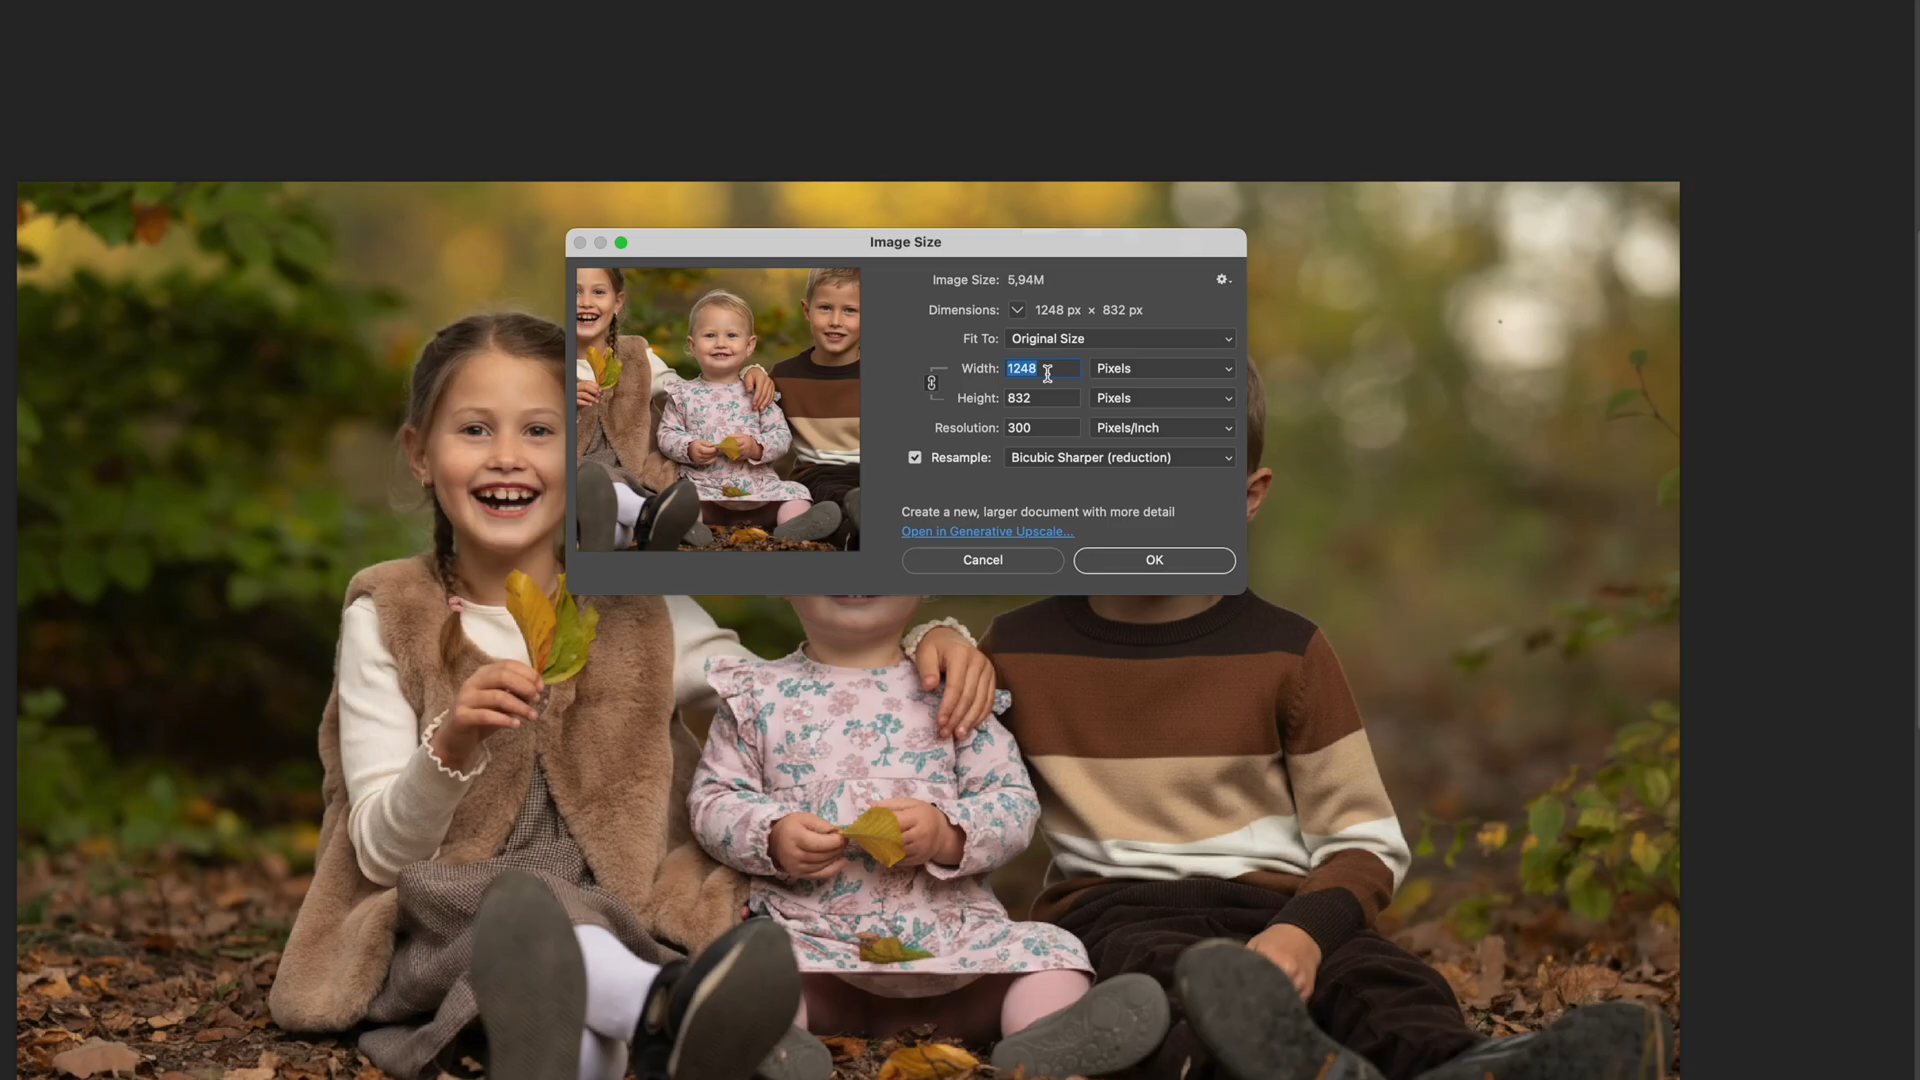 Image Size
Image Size: 5,94M
Dimensions: 1248 px × 832 px
Fit To: Original Size
Width: 1248 Pixels
Height: 832 Pixels
Resolution: 300 Pixels/Inch
Resample: Bicubic Sharper (reduction)
Create a new, larger document with more detail
Open in Generative Upscale...
Cancel OK